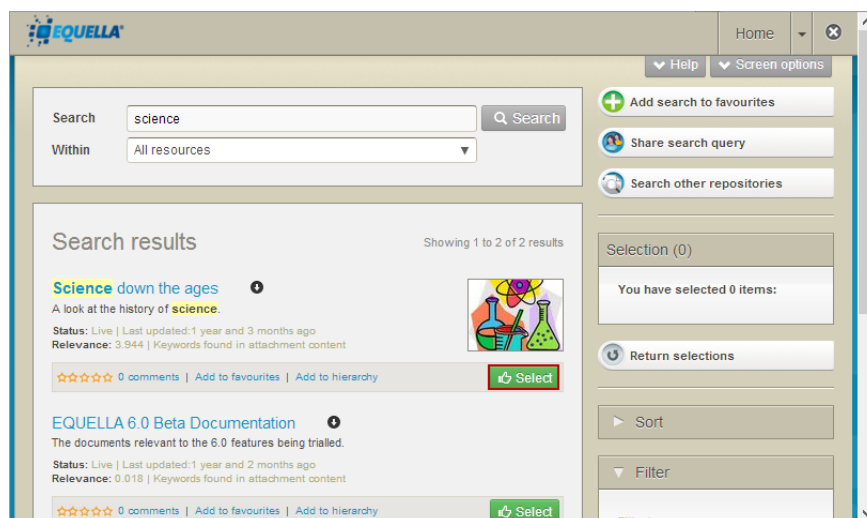 EQUELLA
Home
Help
Screen options
Search science Search
Within All resources
Add search to favourites
Share search query
Search other repositories
Search results
Showing 1 to 2 of 2 results
Science down the ages
A look at the history of science.
Status: Live | Last updated:1 year and 3 months ago
Relevance: 3.944 | Keywords found in attachment content
0 comments | Add to favourites | Add to hierarchy
Select
EQUELLA 6.0 Beta Documentation
The documents relevant to the 6.0 features being trialled.
Status: Live | Last updated:1 year and 2 months ago
Relevance: 0.018 | Keywords found in attachment content
0 comments | Add to favourites | Add to hierarchy
Select
Selection (0)
You have selected 0 items:
Return selections
Sort
Filter